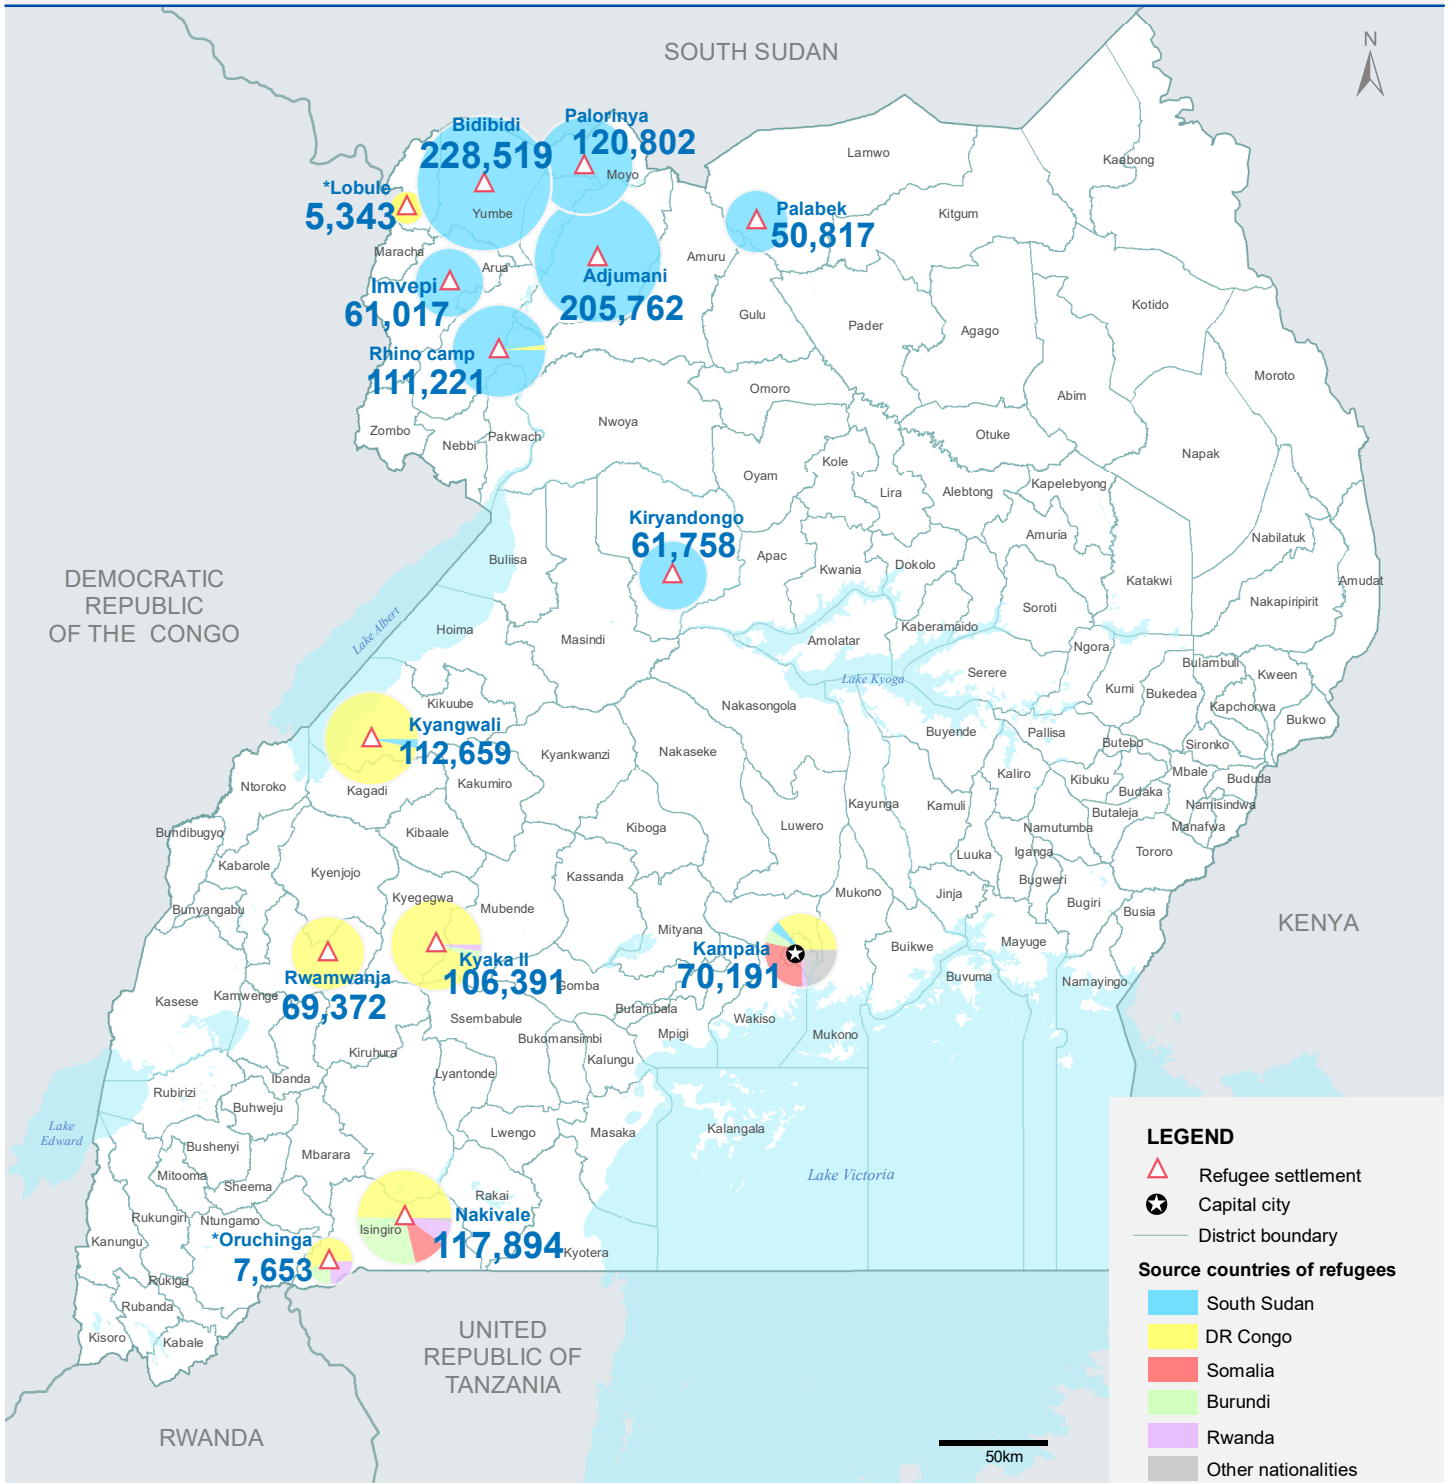 SOUTH SUDAN
N
Bidibidi
228,519
Palorinya
120,802
Moyo
Lamwo
Kaabong
*Lobule
5,343
Yumbe
Palabek
50,817
Kitgum
Maracha
Arua
Amuru
Imvepi
61,017
Adjumani
205,762
Gulu
Pader
Agago
Kotido
Rhino camp
111,221
Omoro
Abim
Moroto
Zombo
Nebbi
Pakwach
Nwoya
Otuke
Napak
Oyam
Kole
Lira
Alebtong
Kapelebyong
Kiryandongo
61,758
Amuria
Nabilatuk
Buliisa
Apac
Kwania
Dokolo
Katakwi
Amudat
Nakapiripirit
DEMOCRATIC
REPUBLIC
OF THE CONGO
Lake Albert
Hoima
Masindi
Amolatar
Kaberamaido
Soroti
Ngora
Lake Kyoga
Serere
Bulambuli
Kween
Kumi
Bukedea
Kapchorwa
Bukwo
Kikuube
Kyangwali
112,659
Nakasongola
Buyende
Pallisa
Butebo
Sironko
Kyankwanzi
Nakaseke
Ntoroko
Kagadi
Kakumiro
Kaliro
Kibuku
Mbale
Bududa
Budaka
Kayunga
Kamuli
Butaleja
Namisindwa
Bundibugyo
Kibaale
Kiboga
Luwero
Namutumba
Manafwa
Kabarole
Kyenjojo
Luuka
Iganga
Tororo
Kassanda
Bugweri
Kyegegwa
Mubende
Mukono
Jinja
Bugiri
Busia
Bunyangabu
Mityana
KENYA
Kampala
70,191
Buikwe
Mayuge
Rwamwanja
69,372
Kyaka II
106,391
Gomba
Buvuma
Namayingo
Kasese
Kamwenge
Butambala
Wakiso
Ssembabule
Bukomansimbi
Mpigi
Mukono
Kiruhura
Kalungu
Lyantonde
Ibanda
Rubirizi
Buhweju
Lake
Edward
Bushenyi
Lwengo
Masaka
Kalangala
Mbarara
Mitooma
Sheema
Lake Victoria
Rakai
Rukungiri
Ntungamo
Isingiro
Nakivale
117,894
Kanungu
*Oruchinga
7,653
Kyotera
Rukiga
Rubanda
Kisoro
Kabale
UNITED
REPUBLIC OF
TANZANIA
RWANDA
50km
LEGEND
Refugee settlement
Capital city
District boundary
Source countries of refugees
South Sudan
DR Congo
Somalia
Burundi
Rwanda
Other nationalities